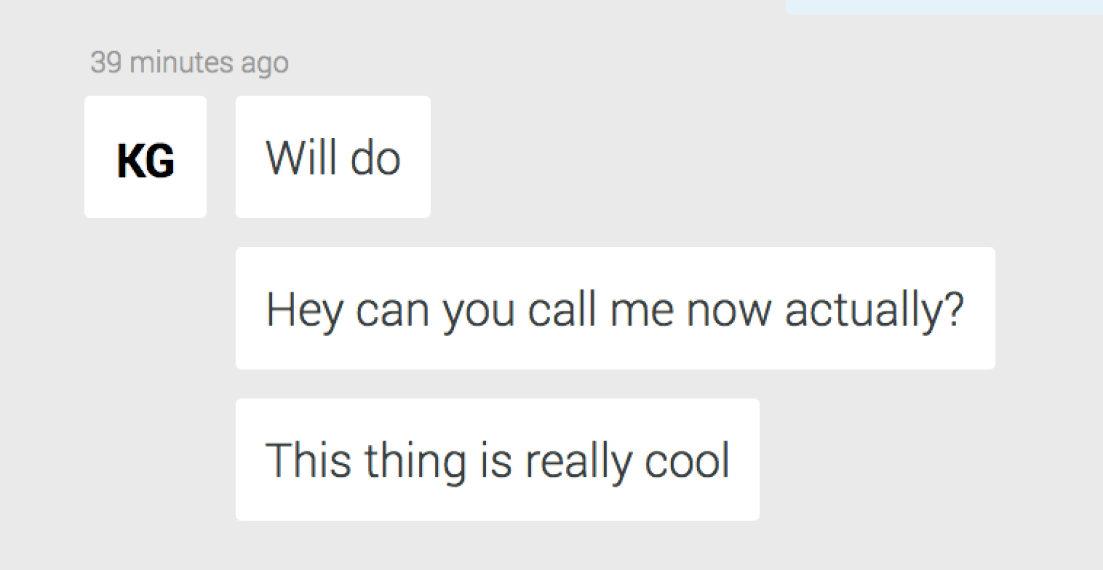 39 minutes ago
KG
Will do
Hey can you call me now actually?
This thing is really cool